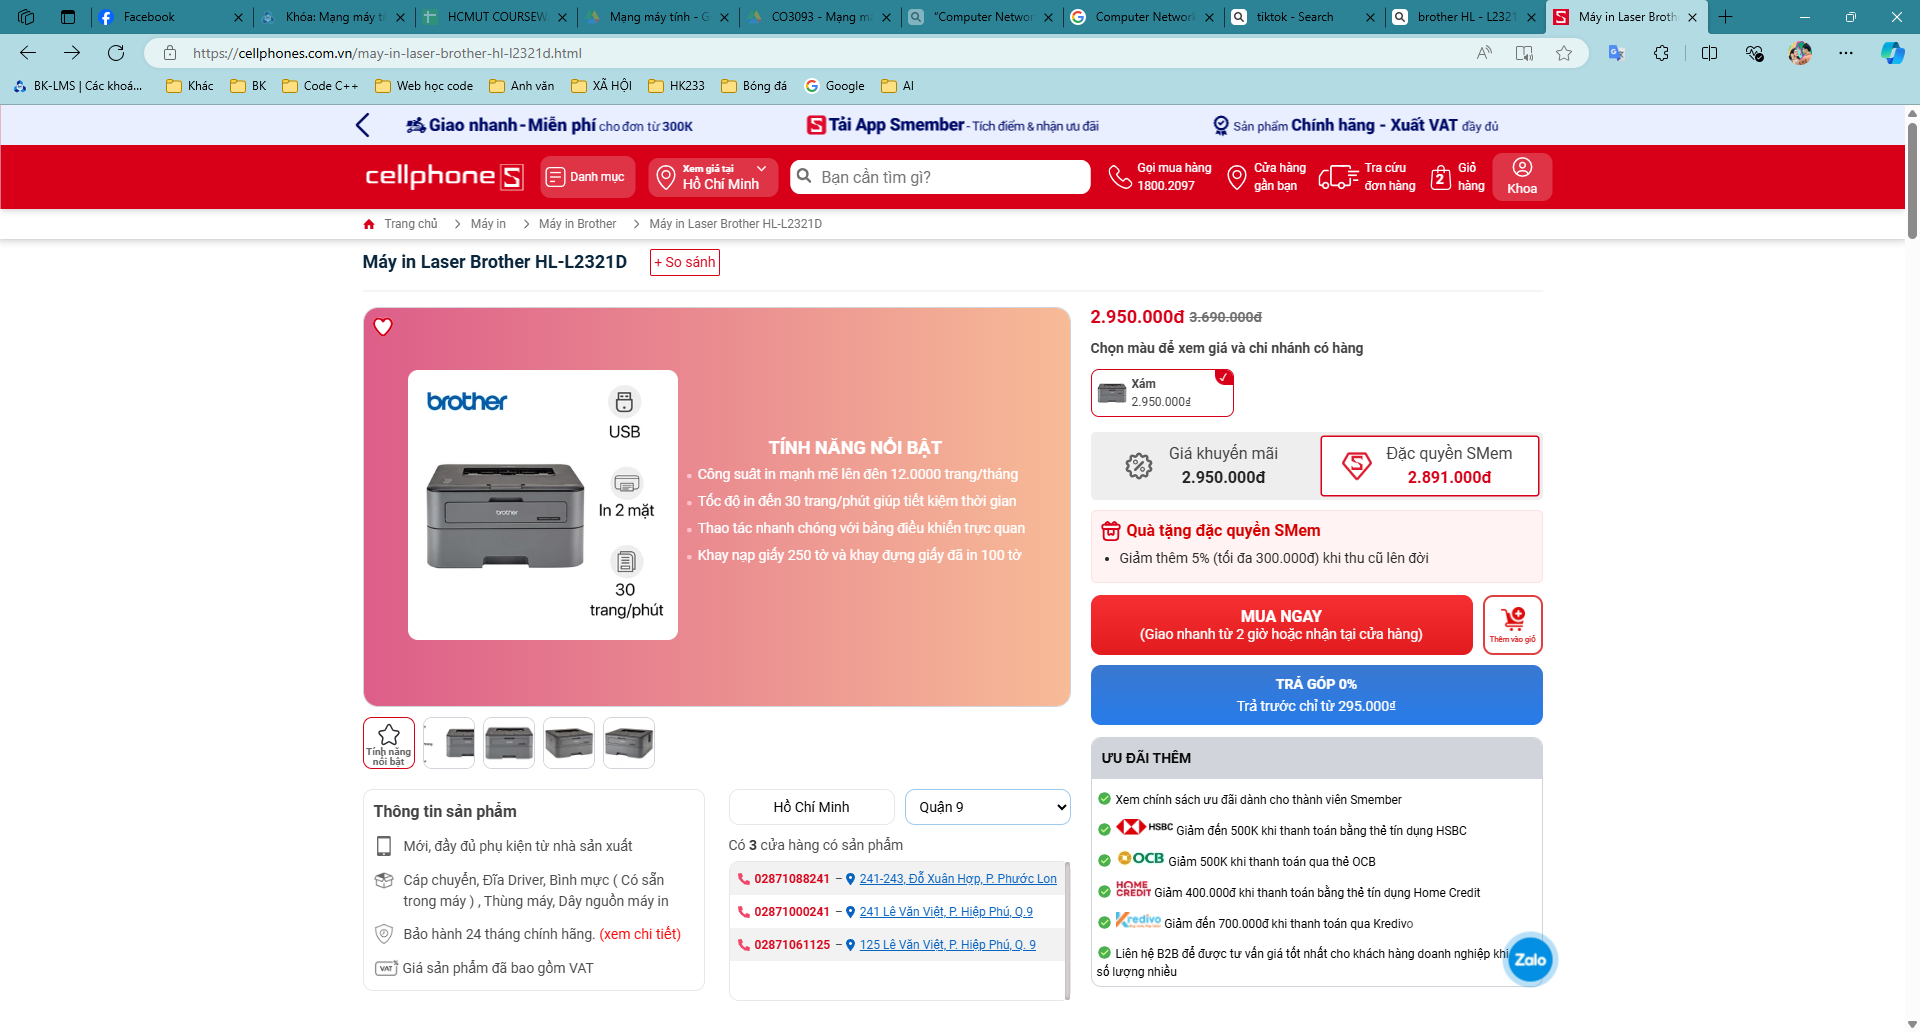 Facebook
Khóa: Mạng máy tí
HCMUT COURSEW
Mạng máy tính - G
CO3093 - Mạng m
"Computer Networ
Computer Network
tiktok - Search
brother HL - L2321
Máy in Laser Broth
https://cellphones.com.vn/may-in-laser-brother-hl-l2321d.html
BK-LMS | Các khoá...
Khác
BK
Code C++
Web học code
Anh văn
XÃ HỘI
HK233
Bóng đá
Google
AI
Giao nhanh - Miễn phí cho đơn từ 300K
Tải App Smember - Tích điểm & nhận ưu đãi
Sản phẩm Chính hãng - Xuất VAT đầy đủ
cellphoneS
Danh mục
Xem giá tại
Hồ Chí Minh
Bạn cần tìm gì?
Gọi mua hàng
1800.2097
Cửa hàng
gần bạn
Tra cứu
đơn hàng
2
Giỏ
hàng
Khoa
Trang chủ
Máy in
Máy in Brother
Máy in Laser Brother HL-L2321D
Máy in Laser Brother HL-L2321D
+ So sánh
brother
USB
In 2 mặt
brother
30
trang/phút
TÍNH NĂNG NỔI BẬT
Công suất in mạnh mẽ lên đến 12.0000 trang/tháng
Tốc độ in đến 30 trang/phút giúp tiết kiệm thời gian
Thao tác nhanh chóng với bảng điều khiển trực quan
Khay nạp giấy 250 tờ và khay đựng giấy đã in 100 tờ
Tính năng
nổi bật
Thông tin sản phẩm
Mới, đầy đủ phụ kiện từ nhà sản xuất
Cáp chuyển, Đĩa Driver, Bình mực ( Có sẵn
trong máy ) , Thùng máy, Dây nguồn máy in
Bảo hành 24 tháng chính hãng. (xem chi tiết)
VAT Giá sản phẩm đã bao gồm VAT
Hồ Chí Minh
Quận 9
Có 3 cửa hàng có sản phẩm
02871088241 – 241-243, Đỗ Xuân Hợp, P. Phước Lon
02871000241 – 241 Lê Văn Việt, P. Hiệp Phú, Q.9
02871061125 – 125 Lê Văn Việt, P. Hiệp Phú, Q. 9
2.950.000đ 3.690.000đ
Chọn màu để xem giá và chi nhánh có hàng
Xám
2.950.000₫
Giá khuyến mãi
2.950.000đ
Đặc quyền SMem
2.891.000đ
Quà tặng đặc quyền SMem
Giảm thêm 5% (tối đa 300.000đ) khi thu cũ lên đời
MUA NGAY
(Giao nhanh từ 2 giờ hoặc nhận tại cửa hàng)
Thêm vào giỏ
TRẢ GÓP 0%
Trả trước chỉ từ 295.000₫
ƯU ĐÃI THÊM
Xem chính sách ưu đãi dành cho thành viên Smember
HSBC Giảm đến 500K khi thanh toán bằng thẻ tín dụng HSBC
OCB Giảm 500K khi thanh toán qua thẻ OCB
HOME CREDIT Giảm 400.000đ khi thanh toán bằng thẻ tín dụng Home Credit
Kredivo Giảm đến 700.000đ khi thanh toán qua Kredivo
Liên hệ B2B để được tư vấn giá tốt nhất cho khách hàng doanh nghiệp khi
số lượng nhiều
Zalo